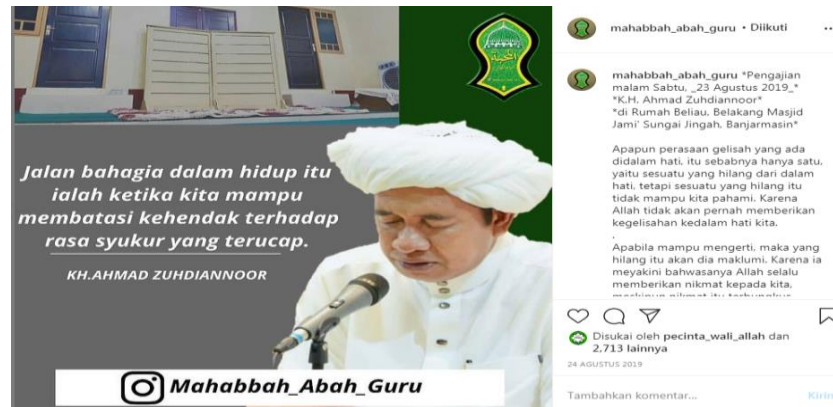 Jalan bahagia dalam hidup itu
ialah ketika kita mampu
membatasi kehendak terhadap
rasa syukur yang terucap.
KH.AHMAD ZUHDIANNOOR
Mahabbah_Abah_Guru
mahabbah_abah_guru • Diikuti
mahabbah_abah_guru *Pengajian
malam Sabtu, _23 Agustus 2019_*
*K.H. Ahmad Zuhdiannoor*
*di Rumah Beliau, Belakang Masjid
Jami' Sungai Jingah, Banjarmasin*
Apapun perasaan gelisah yang ada
didalam hati, itu sebabnya hanya satu,
yaitu sesuatu yang hilang dari dalam
hati, tetapi sesuatu yang hilang itu
tidak mampu kita pahami. Karena
Allah tidak akan pernah memberikan
kegelisahan kedalam hati kita.
.
Apabila mampu mengerti, maka yang
hilang itu akan dia maklumi. Karena ia
meyakini bahwasanya Allah selalu
memberikan nikmat kepada kita,
meskipun nikmat itu terbungkus
Disukai oleh pecinta_wali_allah dan
2,713 lainnya
24 AGUSTUS 2019
Tambahkan komentar...
Kirim